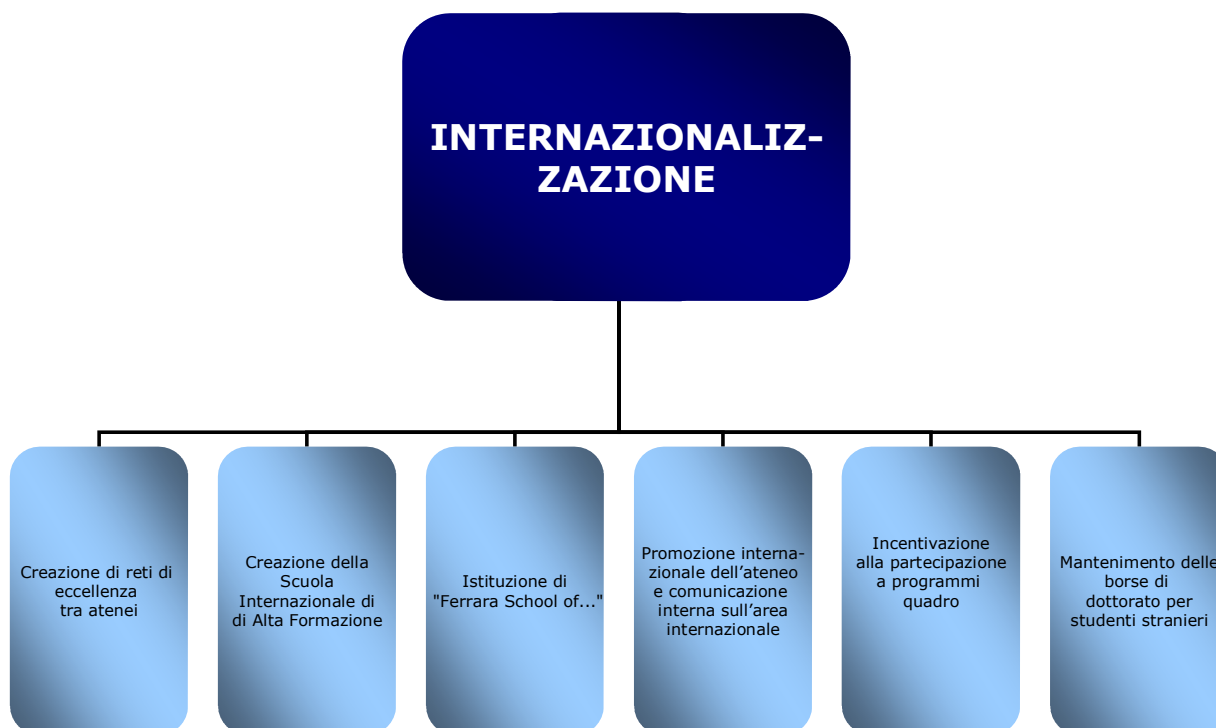 INTERNAZIONALIZ-
ZAZIONE
Creazione di reti di
eccellenza
tra atenei
Creazione della
Scuola
Internazionale di
di Alta Formazione
Istituzione di
"Ferrara School of..."
Promozione interna-
zionale dell’ateneo
e comunicazione
interna sull’area
internazionale
Incentivazione
alla partecipazione
a programmi
quadro
Mantenimento delle
borse di
dottorato per
studenti stranieri